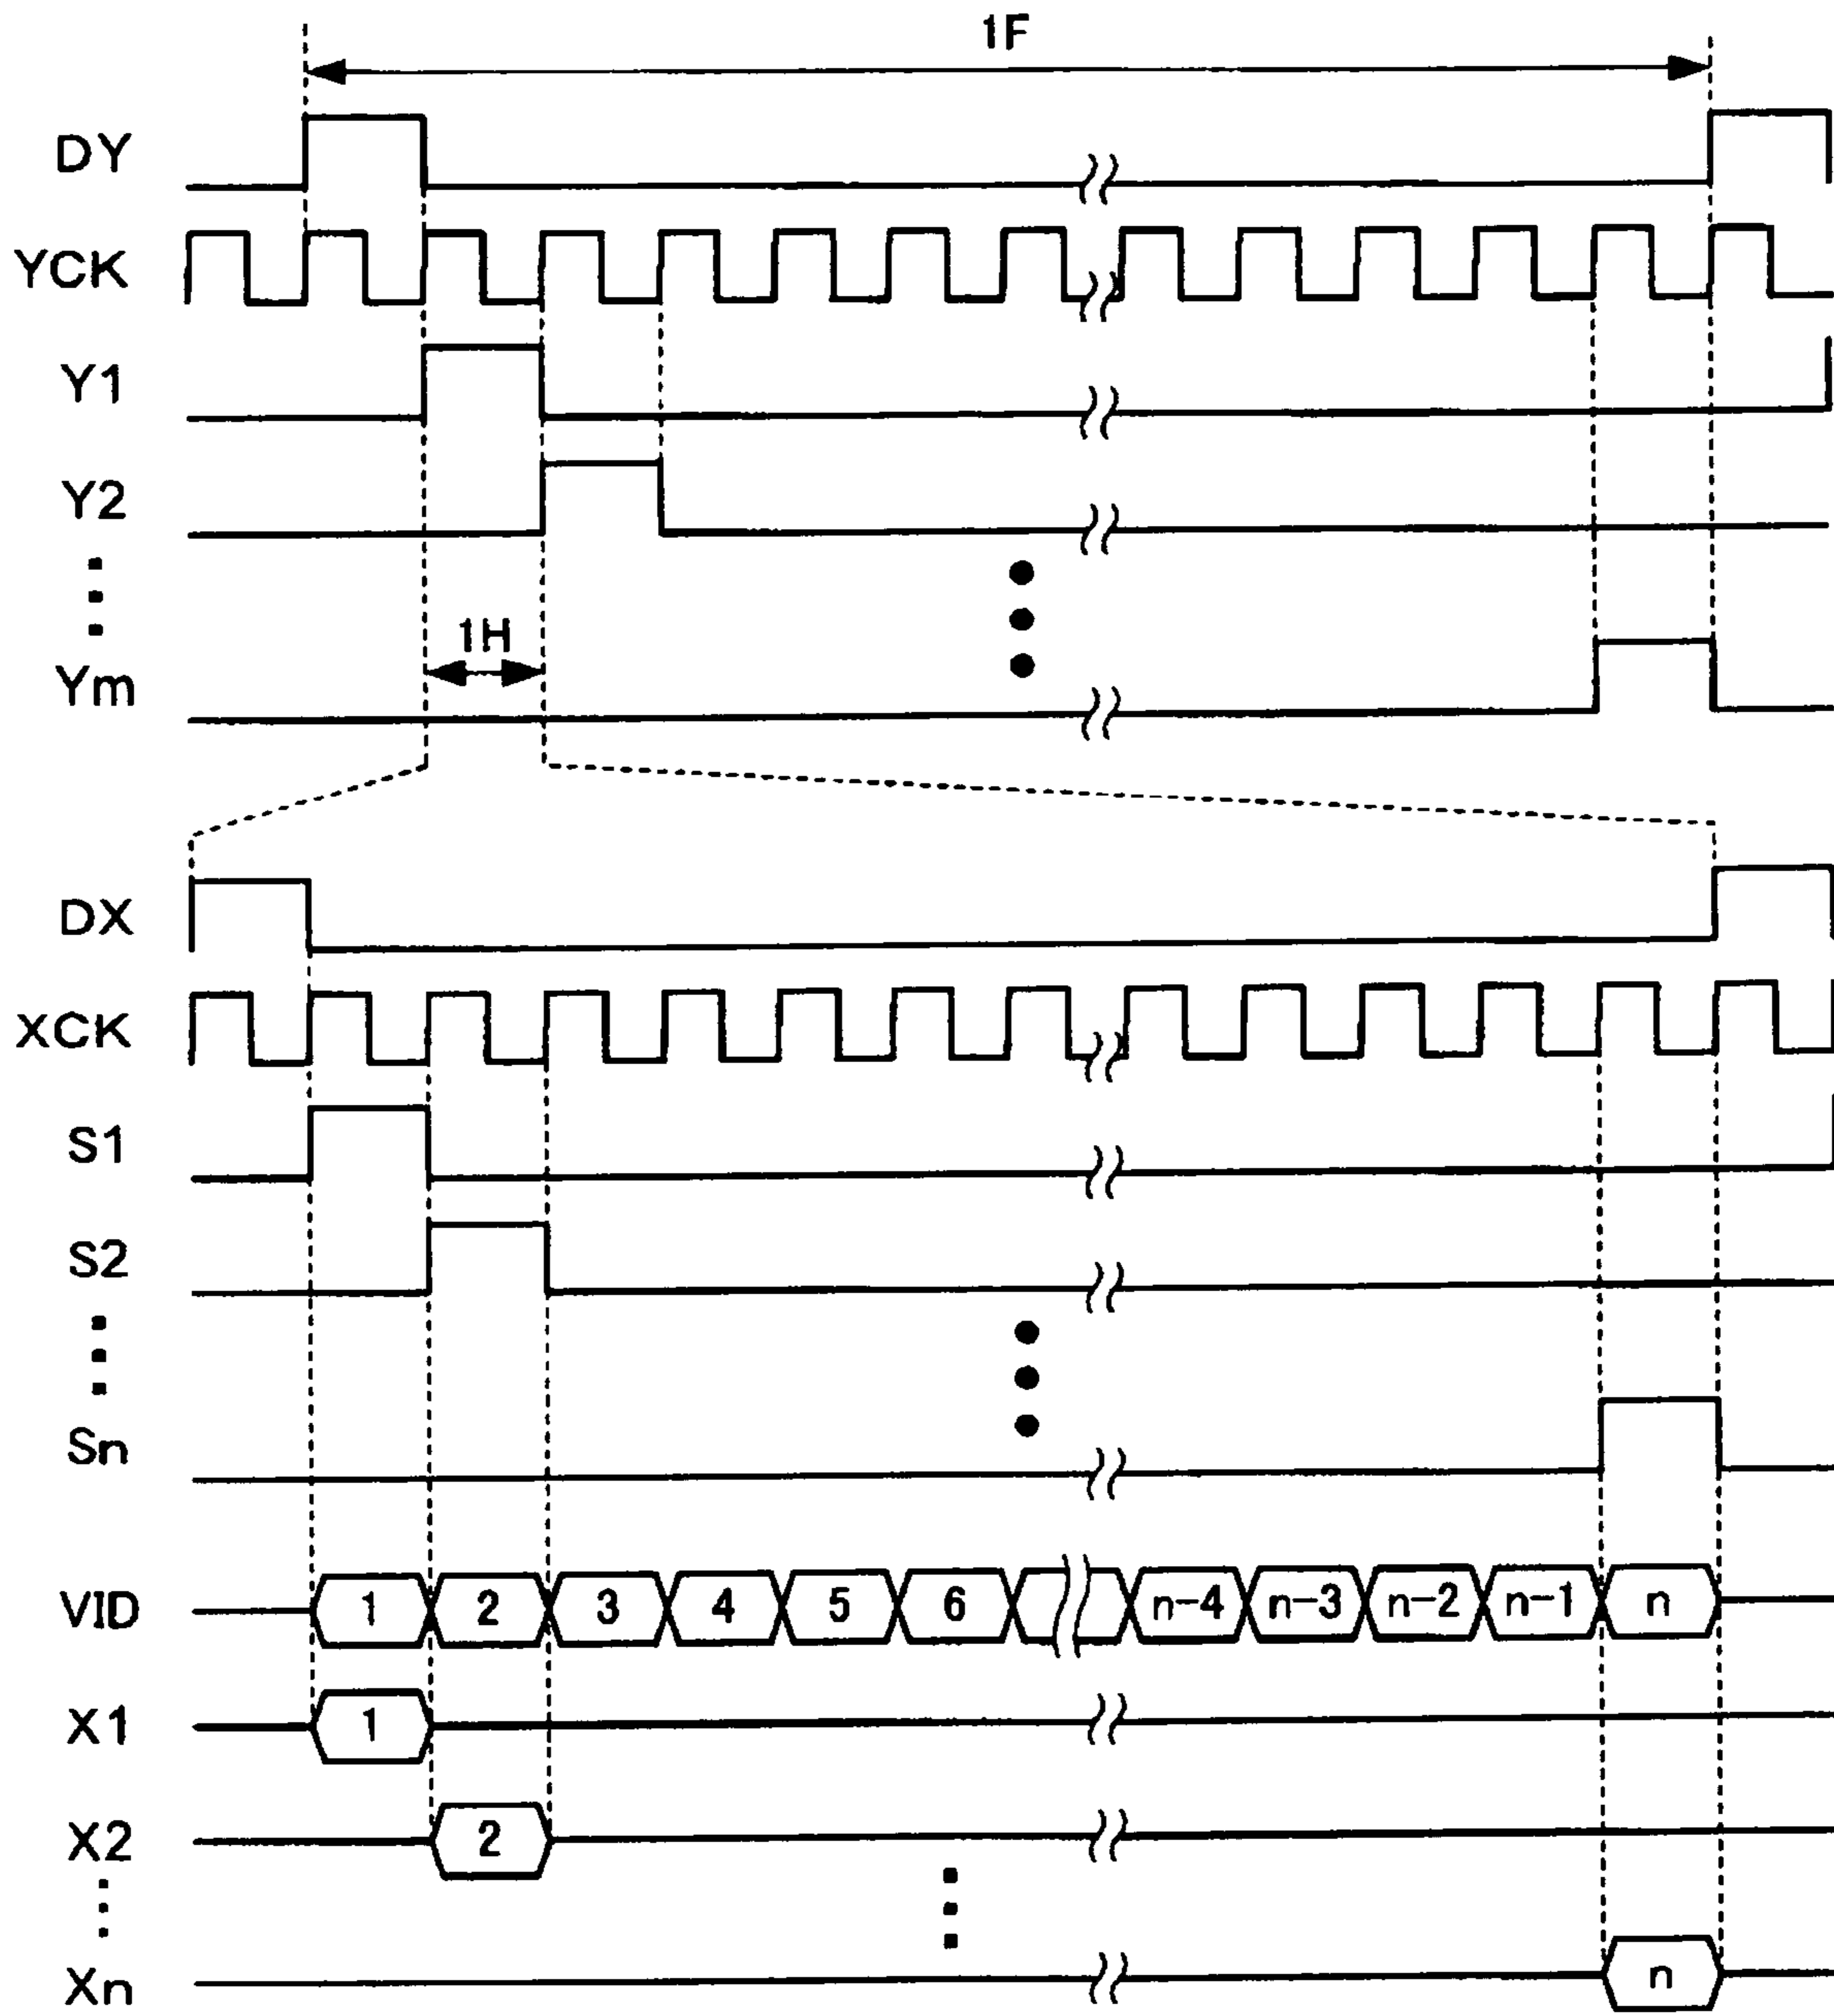 1F
DY
YCK
Y1
Y2
1H
Ym
DX
XCK
S1
S2
Sn
VID 1 2 3 4 5 6 n-4 n-3 n-2 n-1 n
X1 1
X2 2
Xn n